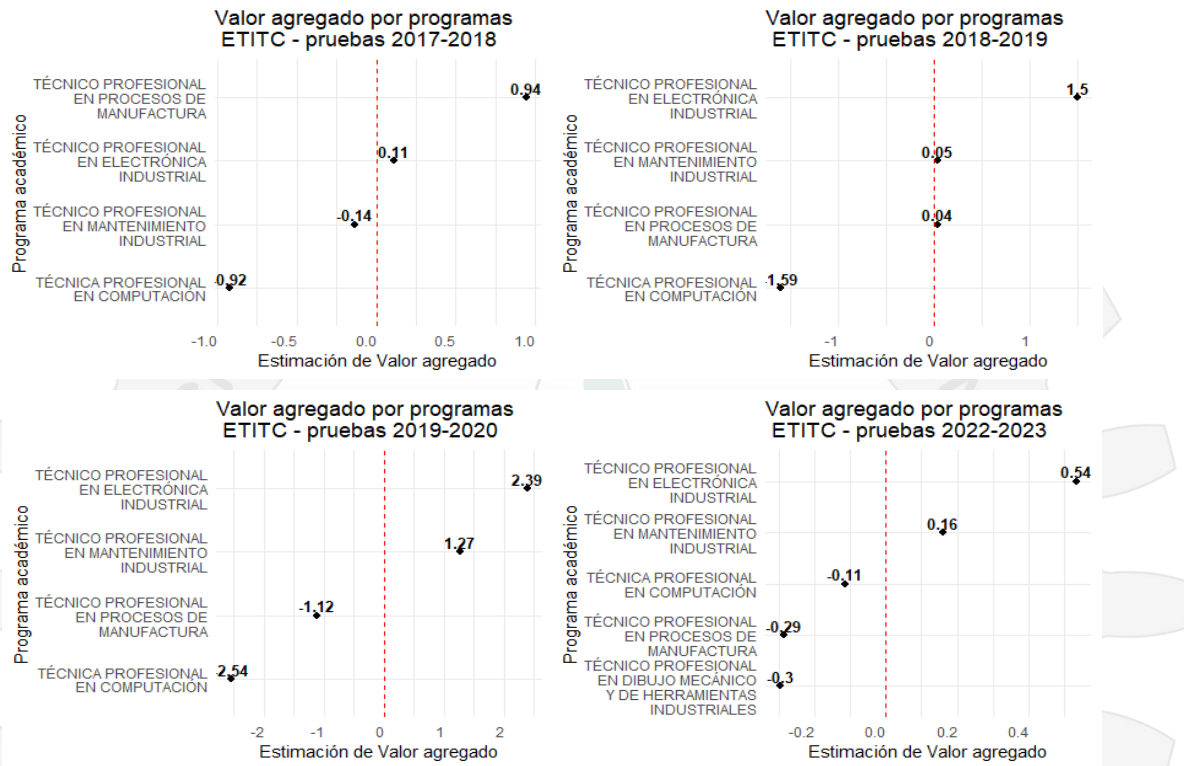 Valor agregado por programas
ETITC - pruebas 2017-2018
Programa académico
TÉCNICO PROFESIONAL
EN PROCESOS DE
MANUFACTURA
0.94
TÉCNICO PROFESIONAL
EN ELECTRÓNICA
INDUSTRIAL
0.11
TÉCNICO PROFESIONAL
EN MANTENIMIENTO
INDUSTRIAL
-0.14
TÉCNICA PROFESIONAL
EN COMPUTACIÓN
0.92
-1.0 -0.5 0.0 0.5 1.0
Estimación de Valor agregado
Valor agregado por programas
ETITC - pruebas 2018-2019
Programa académico
TÉCNICO PROFESIONAL
EN ELECTRÓNICA
INDUSTRIAL
1.5
TÉCNICO PROFESIONAL
EN MANTENIMIENTO
INDUSTRIAL
0.05
TÉCNICO PROFESIONAL
EN PROCESOS DE
MANUFACTURA
0.04
TÉCNICA PROFESIONAL
EN COMPUTACIÓN
1.59
-1 0 1
Estimación de Valor agregado
Valor agregado por programas
ETITC - pruebas 2019-2020
Programa académico
TÉCNICO PROFESIONAL
EN ELECTRÓNICA
INDUSTRIAL
2.39
TÉCNICO PROFESIONAL
EN MANTENIMIENTO
INDUSTRIAL
1.27
TÉCNICO PROFESIONAL
EN PROCESOS DE
MANUFACTURA
-1.12
TÉCNICA PROFESIONAL
EN COMPUTACIÓN
2.54
-2 -1 0 1 2
Estimación de Valor agregado
Valor agregado por programas
ETITC - pruebas 2022-2023
Programa académico
TÉCNICO PROFESIONAL
EN ELECTRÓNICA
INDUSTRIAL
0.54
TÉCNICO PROFESIONAL
EN MANTENIMIENTO
INDUSTRIAL
0.16
TÉCNICA PROFESIONAL
EN COMPUTACIÓN
-0.11
TÉCNICO PROFESIONAL
EN PROCESOS DE
MANUFACTURA
-0.29
TÉCNICO PROFESIONAL
EN DIBUJO MECÁNICO
Y DE HERRAMIENTAS
INDUSTRIALES
-0.3
-0.2 0.0 0.2 0.4
Estimación de Valor agregado